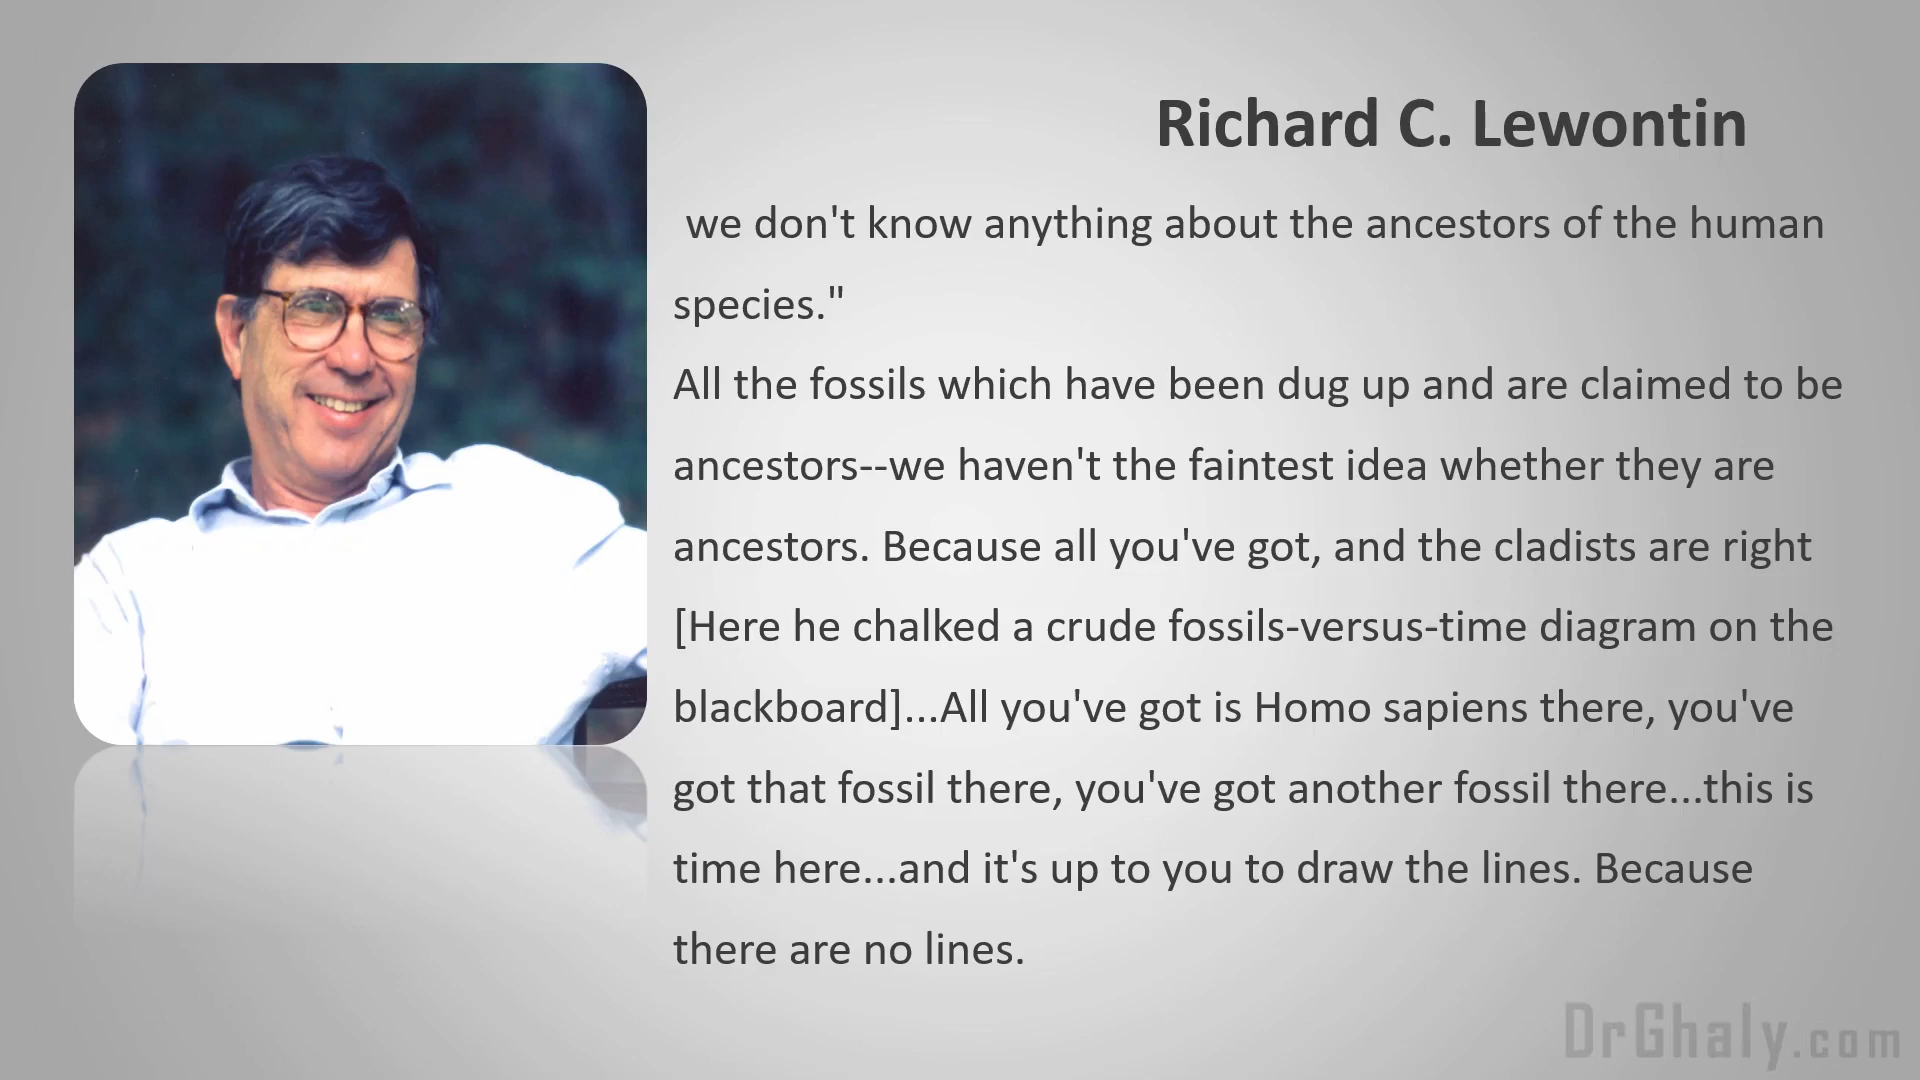 Richard C. Lewontin
we don't know anything about the ancestors of the human
species."
All the fossils which have been dug up and are claimed to be
ancestors--we haven't the faintest idea whether they are
ancestors. Because all you've got, and the cladists are right
[Here he chalked a crude fossils-versus-time diagram on the
blackboard]...All you've got is Homo sapiens there, you've
got that fossil there, you've got another fossil there...this is
time here...and it's up to you to draw the lines. Because
there are no lines.
DrGhaly.com